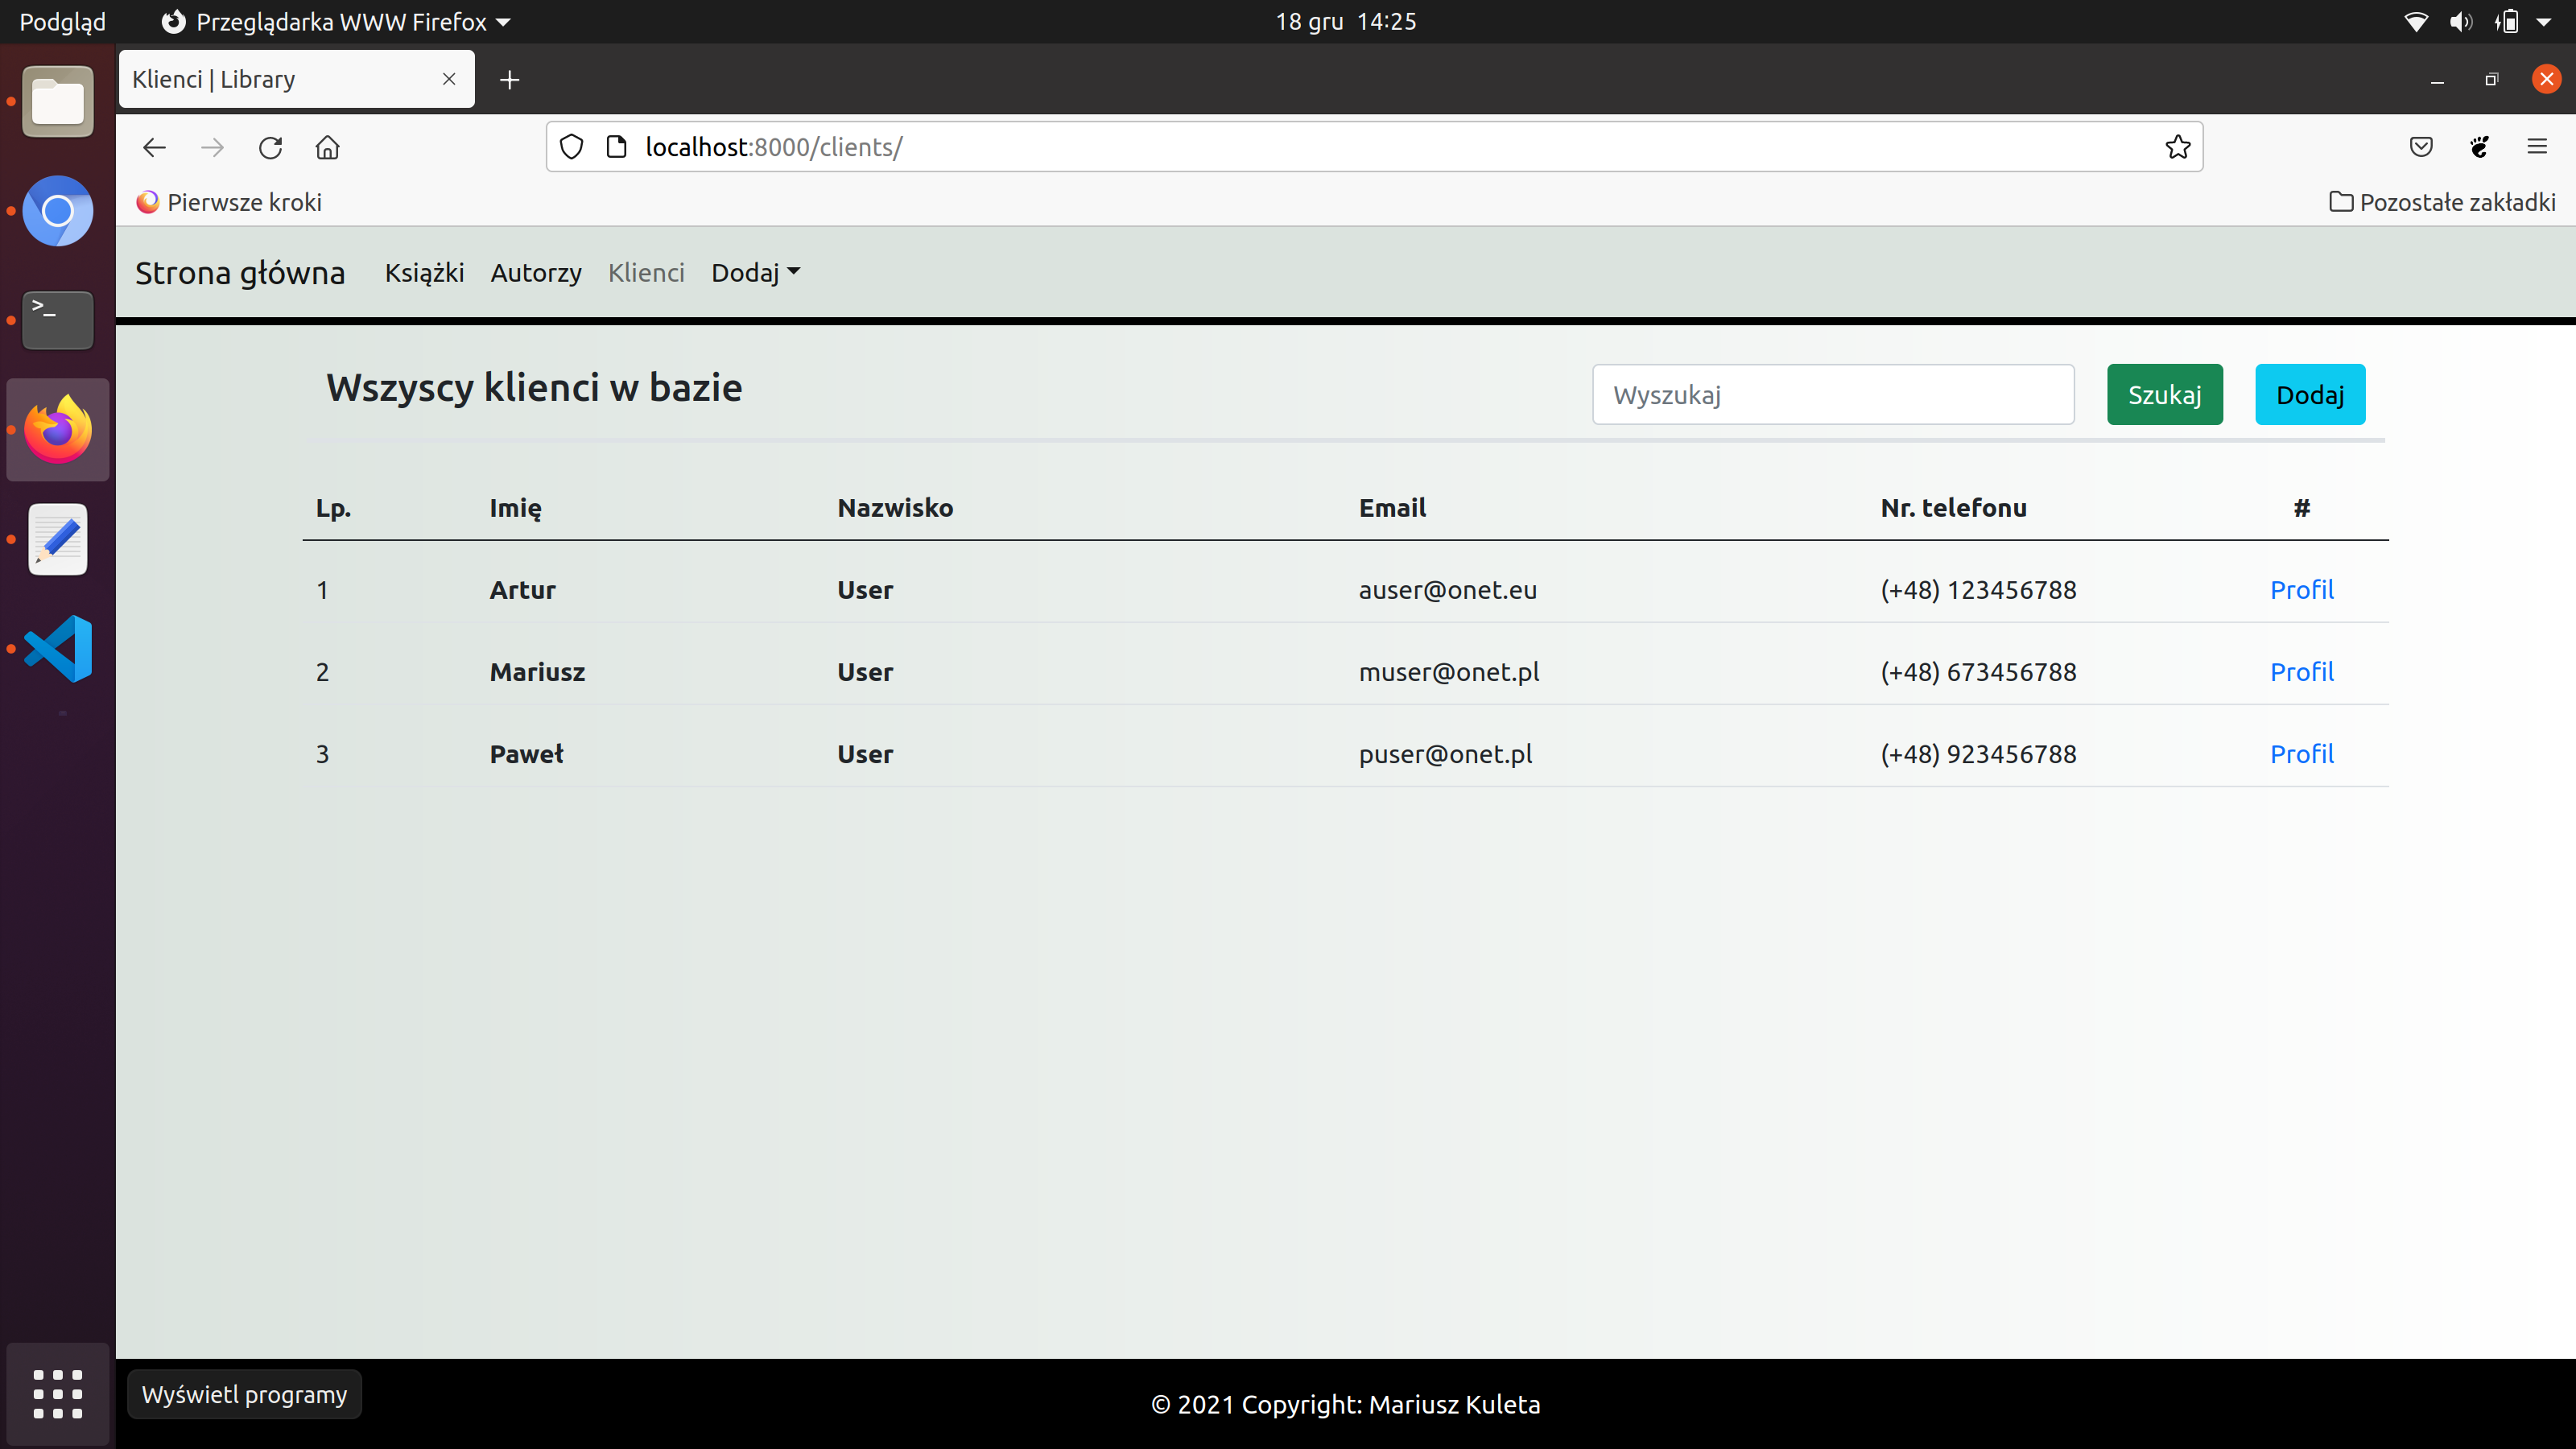 Podgląd Przeglądarka WWW Firefox 18 gru 14:25
Klienci | Library
localhost:8000/clients/
Pierwsze kroki Pozostałe zakładki
Strona główna Książki Autorzy Klienci Dodaj
Wszyscy klienci w bazie Wyszukaj Szukaj Dodaj
Lp. Imię Nazwisko Email Nr. telefonu #
1 Artur User auser@onet.eu (+48) 123456788 Profil
2 Mariusz User muser@onet.pl (+48) 673456788 Profil
3 Paweł User puser@onet.pl (+48) 923456788 Profil
Wyświetl programy
© 2021 Copyright: Mariusz Kuleta